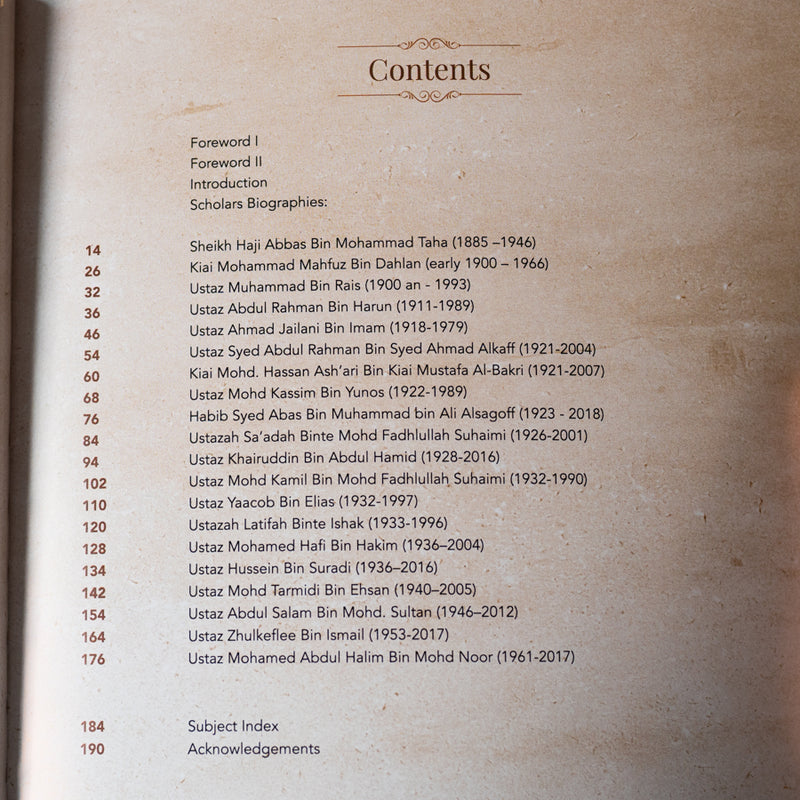 Contents
Foreword I
Foreword II
Introduction
Scholars Biographies:
14 Sheikh Haji Abbas Bin Mohammad Taha (1885 –1946)
26 Kiai Mohammad Mahfuz Bin Dahlan (early 1900 – 1966)
32 Ustaz Muhammad Bin Rais (1900 an - 1993)
36 Ustaz Abdul Rahman Bin Harun (1911-1989)
46 Ustaz Ahmad Jailani Bin Imam (1918-1979)
54 Ustaz Syed Abdul Rahman Bin Syed Ahmad Alkaff (1921-2004)
60 Kiai Mohd. Hassan Ash’ari Bin Kiai Mustafa Al-Bakri (1921-2007)
68 Ustaz Mohd Kassim Bin Yunos (1922-1989)
76 Habib Syed Abas Bin Muhammad bin Ali Alsagoff (1923 - 2018)
84 Ustazah Sa’adah Binte Mohd Fadhlullah Suhaimi (1926-2001)
94 Ustaz Khairuddin Bin Abdul Hamid (1928-2016)
102 Ustaz Mohd Kamil Bin Mohd Fadhlullah Suhaimi (1932-1990)
110 Ustaz Yaacob Bin Elias (1932-1997)
120 Ustazah Latifah Binte Ishak (1933-1996)
128 Ustaz Mohamed Hafi Bin Hakim (1936–2004)
134 Ustaz Hussein Bin Suradi (1936–2016)
142 Ustaz Mohd Tarmidi Bin Ehsan (1940–2005)
154 Ustaz Abdul Salam Bin Mohd. Sultan (1946–2012)
164 Ustaz Zhulkeflee Bin Ismail (1953-2017)
176 Ustaz Mohamed Abdul Halim Bin Mohd Noor (1961-2017)
184 Subject Index
190 Acknowledgements